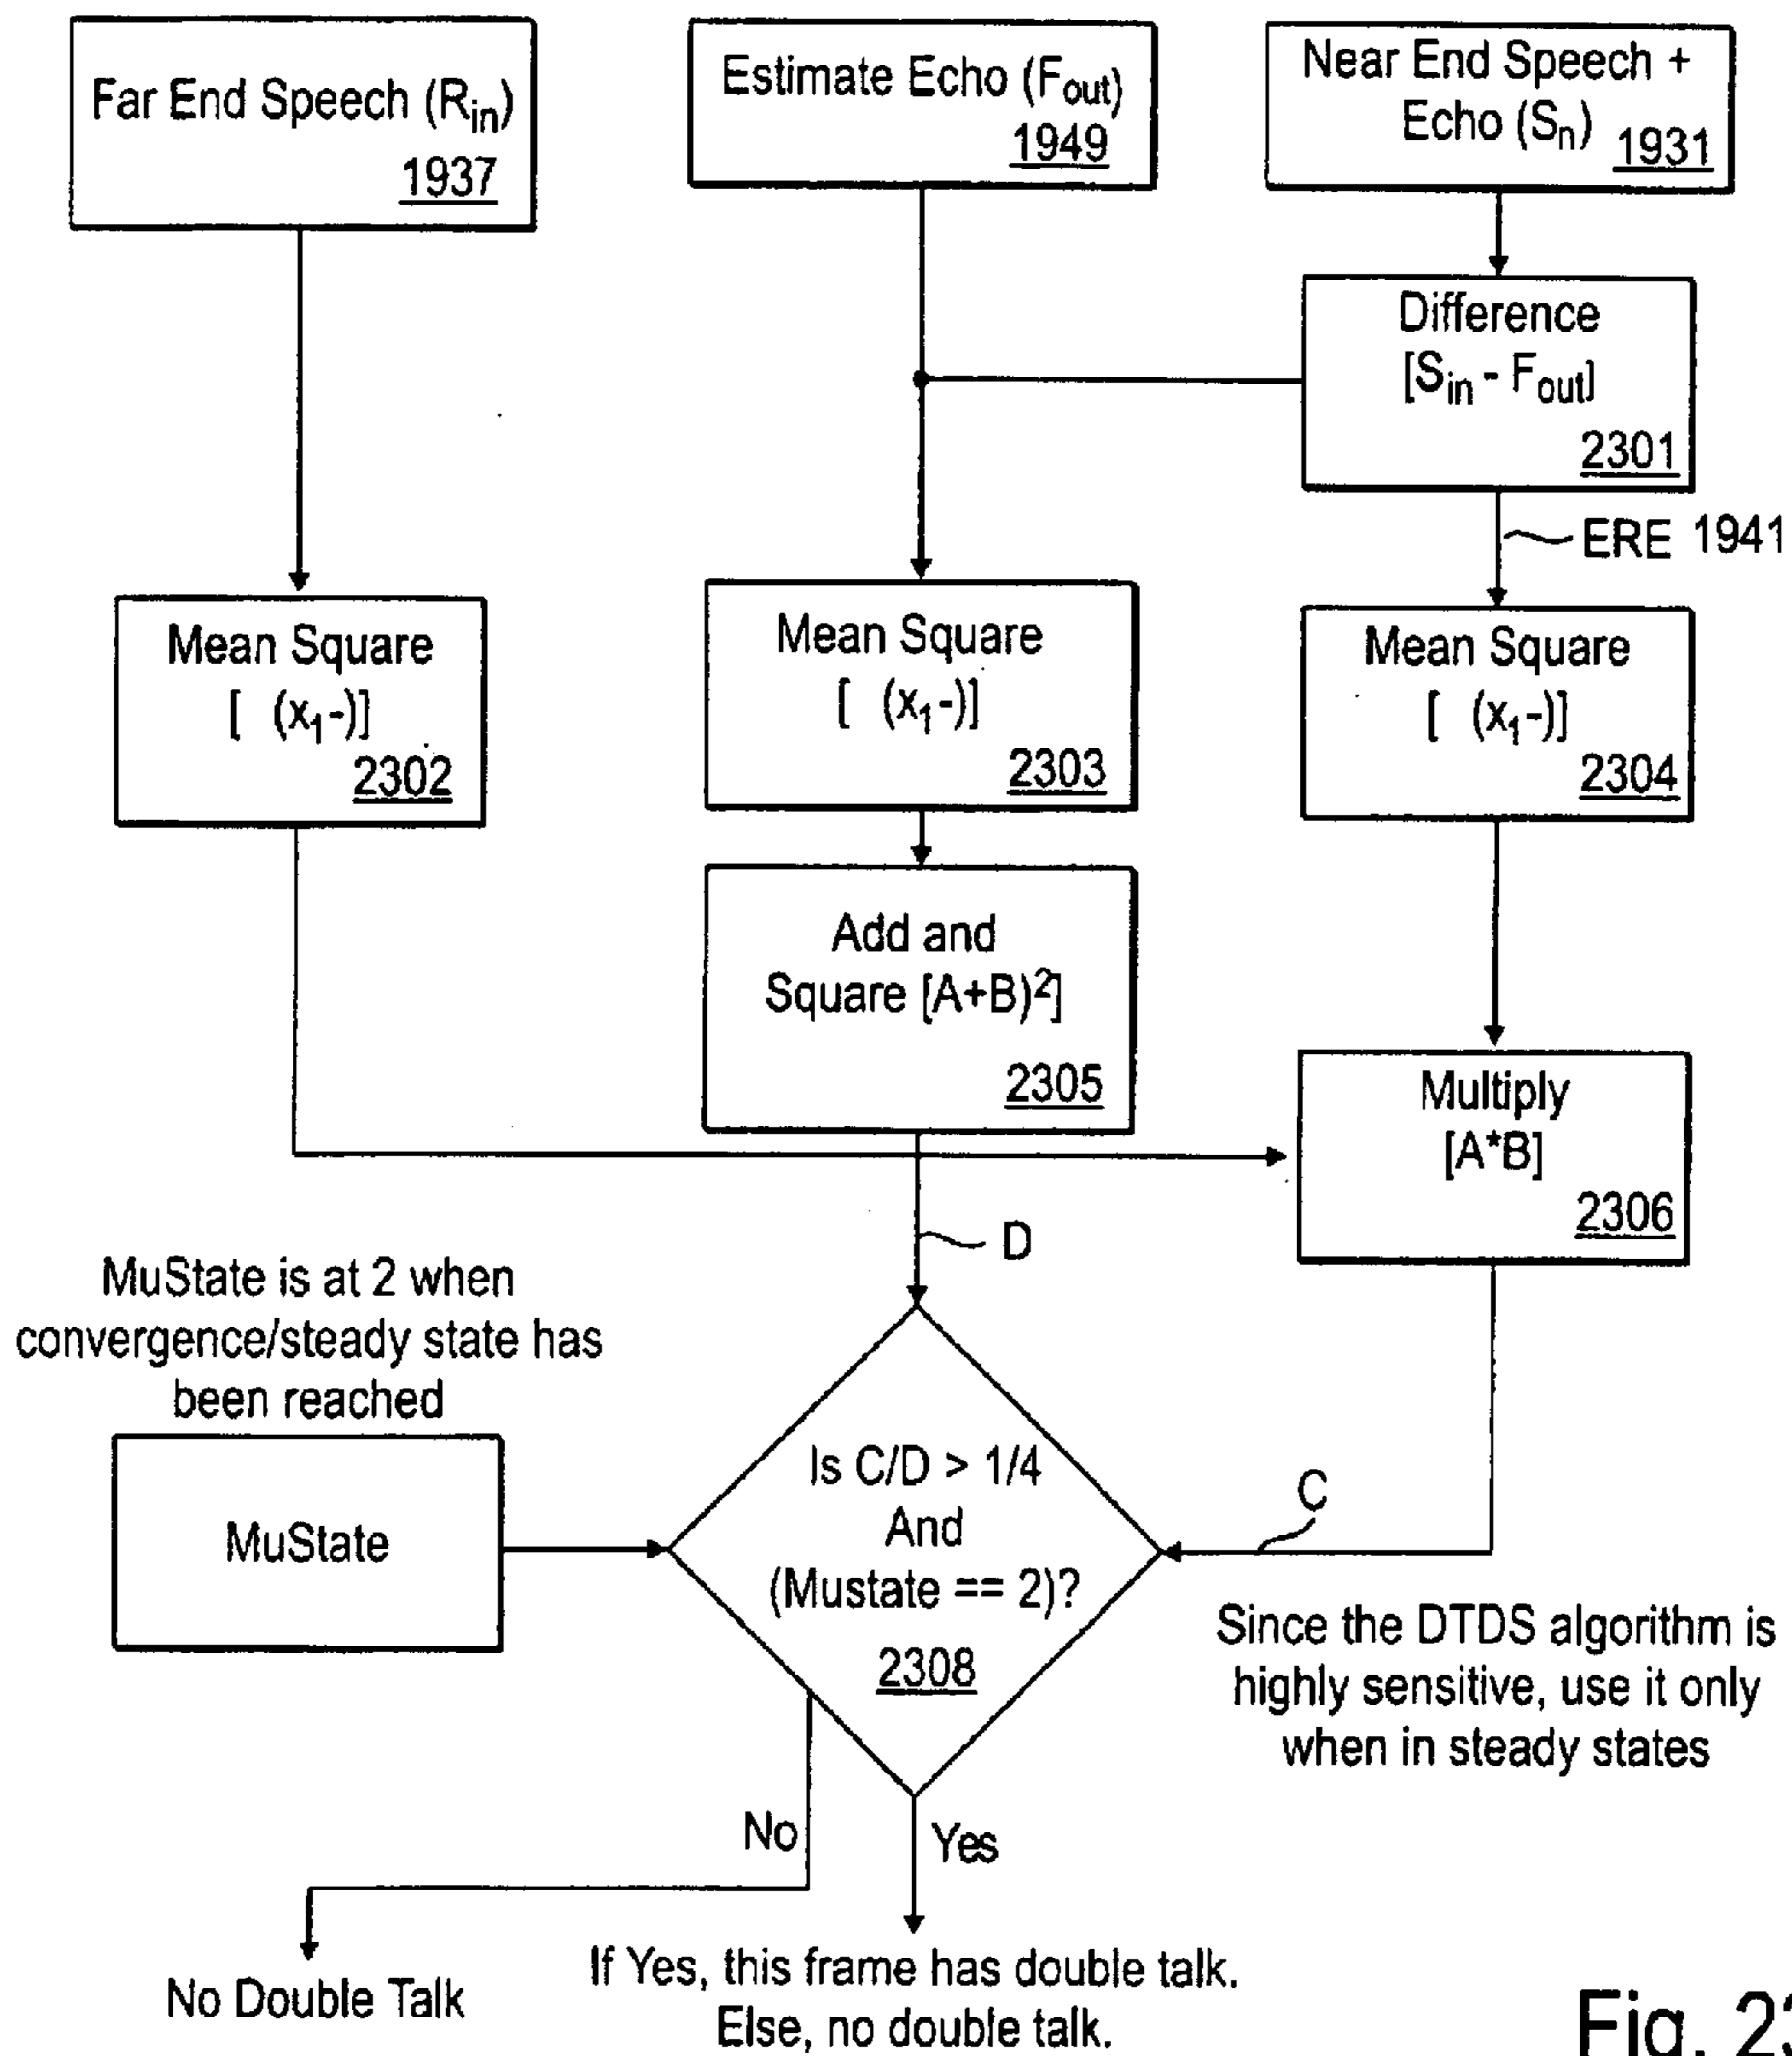 Far End Speech (Rin)
1937
Estimate Echo (Fout)
1949
Near End Speech +
Echo (Sn) 1931
Difference
[Sin - Fout]
2301
ERE 1941
Mean Square
[ (x1-)]
2302
Mean Square
[ (x1-)]
2303
Mean Square
[ (x1-)]
2304
Add and
Square [A+B)2]
2305
Multiply
[A*B]
2306
D
MuState is at 2 when
convergence/steady state has
been reached
MuState
Is C/D > 1/4
And
(Mustate == 2)?
2308
C
Since the DTDS algorithm is
highly sensitive, use it only
when in steady states
No
Yes
No Double Talk
If Yes, this frame has double talk.
Else, no double talk.
Fig. 23